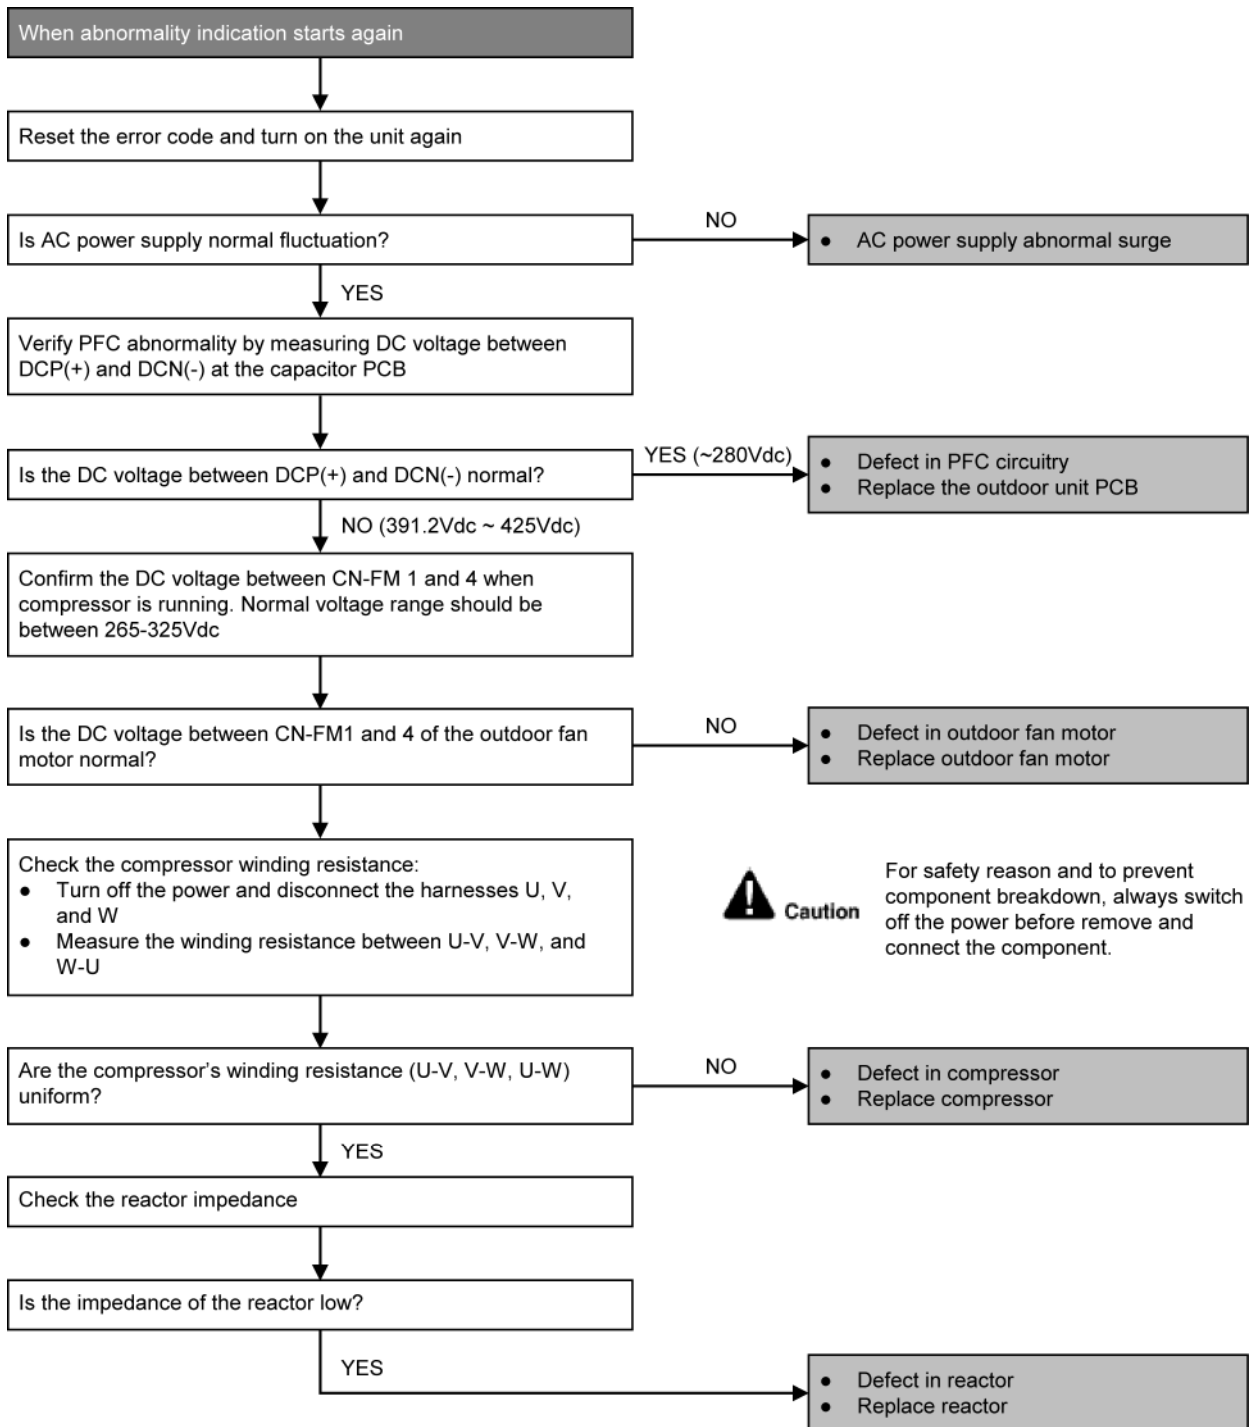 When abnormality indication starts again
Reset the error code and turn on the unit again
Is AC power supply normal fluctuation?
NO
● AC power supply abnormal surge
YES
Verify PFC abnormality by measuring DC voltage between
DCP(+) and DCN(-) at the capacitor PCB
Is the DC voltage between DCP(+) and DCN(-) normal?
YES (~280Vdc)
● Defect in PFC circuitry
● Replace the outdoor unit PCB
NO (391.2Vdc ~ 425Vdc)
Confirm the DC voltage between CN-FM 1 and 4 when
compressor is running. Normal voltage range should be
between 265-325Vdc
Is the DC voltage between CN-FM1 and 4 of the outdoor fan
motor normal?
NO
● Defect in outdoor fan motor
● Replace outdoor fan motor
Check the compressor winding resistance:
● Turn off the power and disconnect the harnesses U, V,
and W
● Measure the winding resistance between U-V, V-W, and
W-U
Caution
For safety reason and to prevent
component breakdown, always switch
off the power before remove and
connect the component.
Are the compressor’s winding resistance (U-V, V-W, U-W)
uniform?
NO
● Defect in compressor
● Replace compressor
YES
Check the reactor impedance
Is the impedance of the reactor low?
YES
● Defect in reactor
● Replace reactor